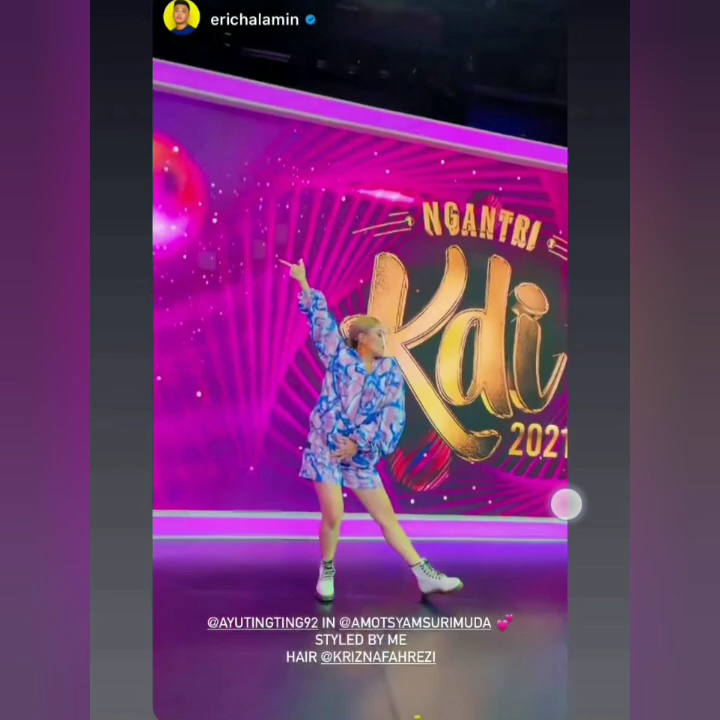 erichalamin
NGANTRI
Kdi
2021
@AYUTINGTING92 IN @AMOTSYAMSURIMUDA 💕
STYLED BY ME
HAIR @KRIZNAFAHREZI